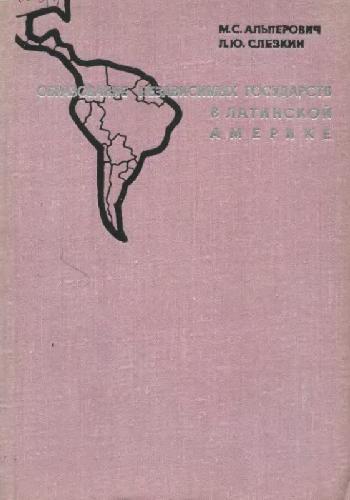 М.С. АЛЬПЕРОВИЧ
Л.Ю. СЛЕЗКИН
ОБРАЗОВАНИЕ НЕЗАВИСИМЫХ ГОСУДАРСТВ
В ЛАТИНСКОЙ
АМЕРИКЕ